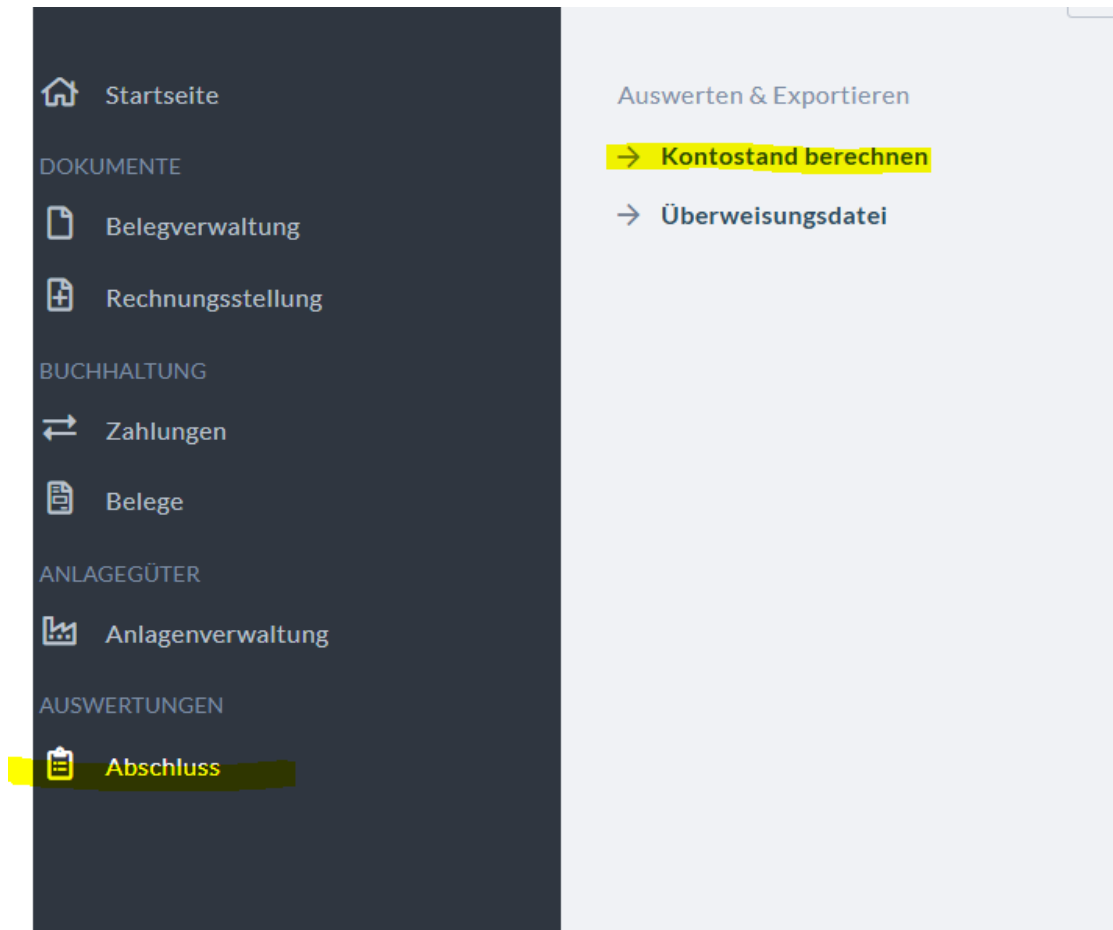 Startseite
DOKUMENTE
Belegverwaltung
Rechnungsstellung
BUCHHALTUNG
Zahlungen
Belege
ANLAGEGÜTER
Anlagenverwaltung
AUSWERTUNGEN
Abschluss
Auswerten & Exportieren
→ Kontostand berechnen
→ Überweisungsdatei